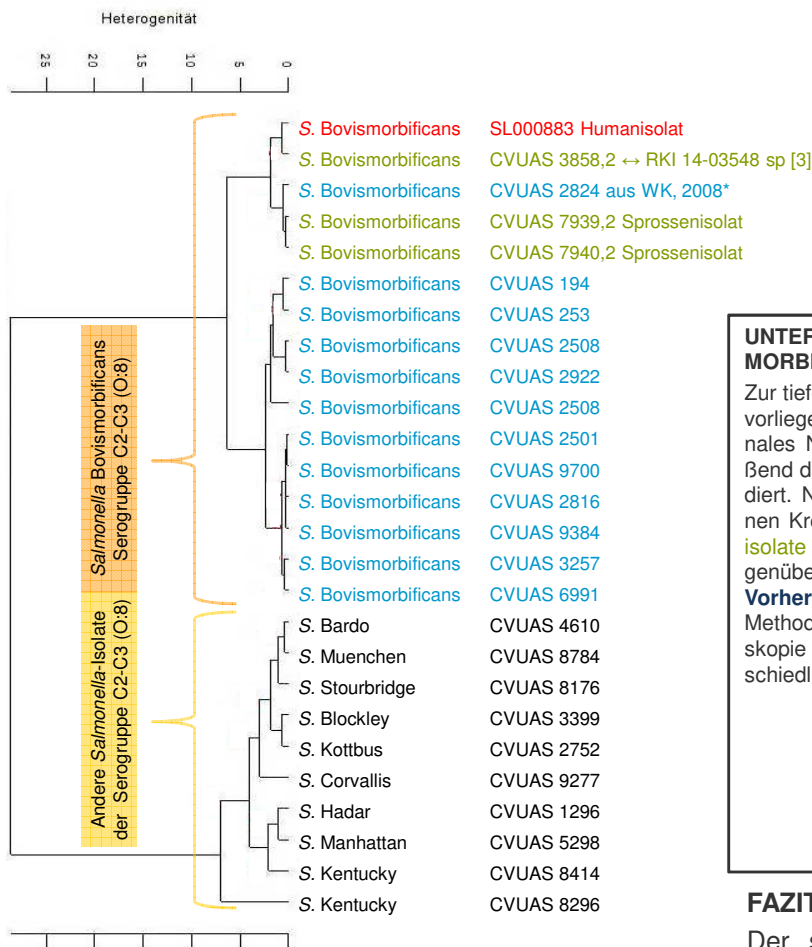 Heterogenität
25 20 15 10 5 0
S. Bovismorbificans SL000883 Humanisolat
S. Bovismorbificans CVUAS 3858,2 ↔ RKI 14-03548 sp [3]
S. Bovismorbificans CVUAS 2824 aus WK, 2008*
S. Bovismorbificans CVUAS 7939,2 Sprossenisolat
S. Bovismorbificans CVUAS 7940,2 Sprossenisolat
S. Bovismorbificans CVUAS 194
S. Bovismorbificans CVUAS 253
S. Bovismorbificans CVUAS 2508
S. Bovismorbificans CVUAS 2922
S. Bovismorbificans CVUAS 2508
S. Bovismorbificans CVUAS 2501
S. Bovismorbificans CVUAS 9700
S. Bovismorbificans CVUAS 2816
S. Bovismorbificans CVUAS 9384
S. Bovismorbificans CVUAS 3257
S. Bovismorbificans CVUAS 6991
S. Bardo CVUAS 4610
S. Muenchen CVUAS 8784
S. Stourbridge CVUAS 8176
S. Blockley CVUAS 3399
S. Kottbus CVUAS 2752
S. Corvallis CVUAS 9277
S. Hadar CVUAS 1296
S. Manhattan CVUAS 5298
S. Kentucky CVUAS 8414
S. Kentucky CVUAS 8296
Salmonella Bovismorbificans
Serogruppe C2-C3 (O:8)
Andere Salmonella-Isolate
der Serogruppe C2-C3 (O:8)
UNTER
MORBI
Zur tief
vorliege
nales N
ßend d
diert. N
nen Kre
isolate
genübe
Vorher
Method
skopie
schiedl
FAZIT
Der